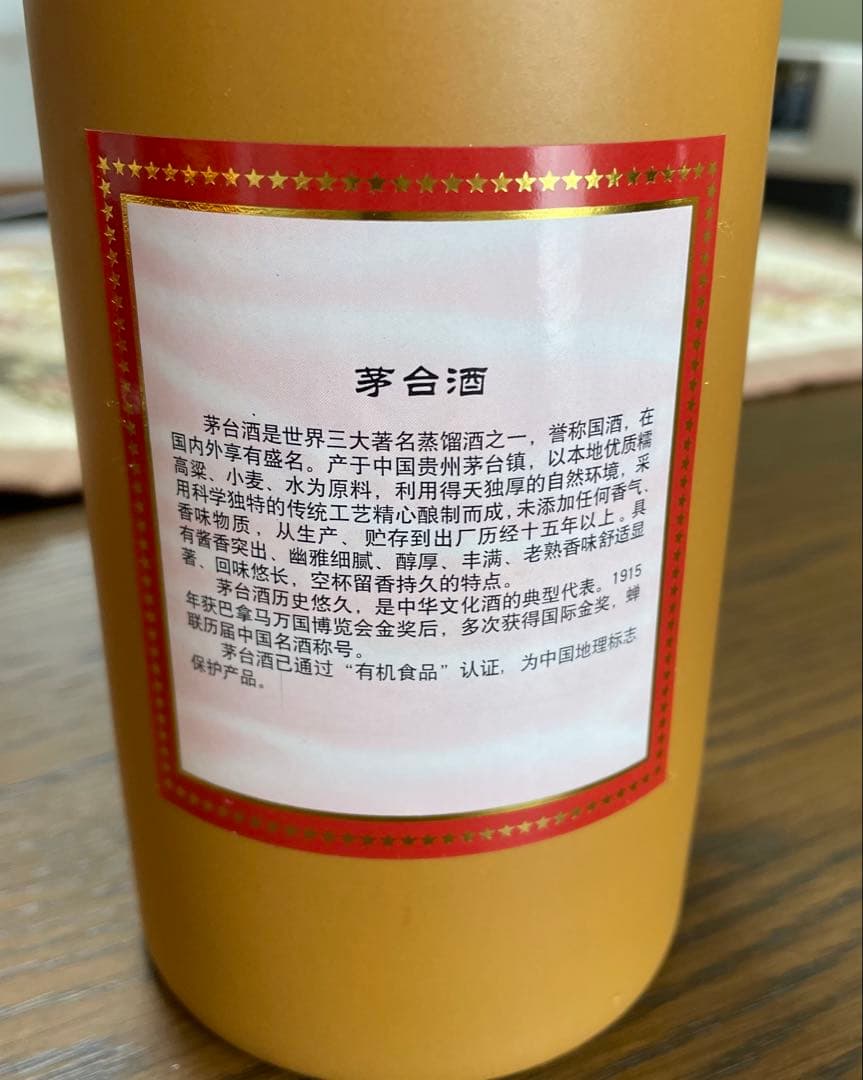 茅台酒
茅台酒是世界三大著名蒸馏酒之一，誉称国酒，在
国内外享有盛名。产于中国贵州茅台镇，以本地优质糯
高粱、小麦、水为原料，利用得天独厚的自然环境，采
用科学独特的传统工艺精心酿制而成，未添加任何香气、
香味物质，从生产、贮存到出厂历经十五年以上。具
有酱香突出、幽雅细腻、醇厚、丰满、老熟香味舒适显
著、回味悠长，空杯留香持久的特点。
茅台酒历史悠久，是中华文化酒的典型代表。1915
年获巴拿马万国博览会金奖后，多次获得国际金奖，蝉
联历届中国名酒称号。
茅台酒已通过“有机食品”认证，为中国地理标志
保护产品。